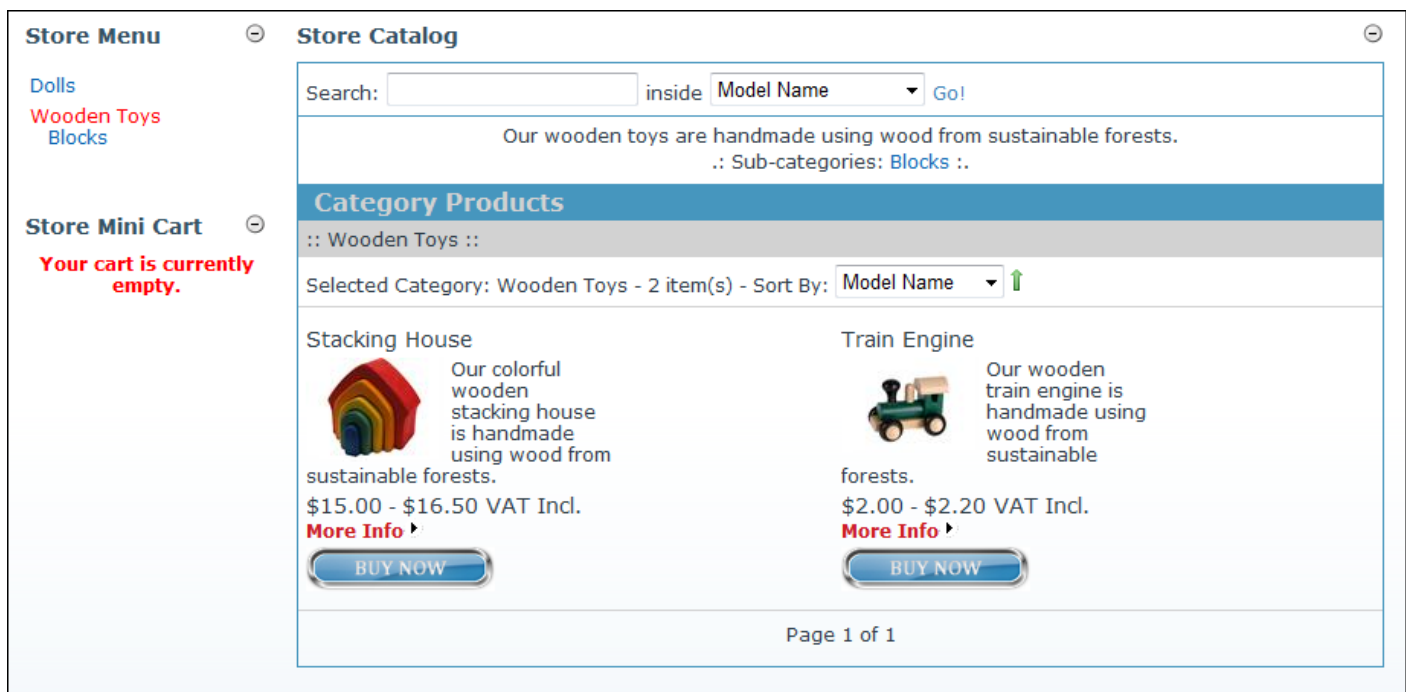 Store Menu
Dolls
Wooden Toys
Blocks
Store Mini Cart
Your cart is currently
empty.
Store Catalog
Search: inside Model Name Go!
Our wooden toys are handmade using wood from sustainable forests.
.: Sub-categories: Blocks :.
Category Products
:: Wooden Toys ::
Selected Category: Wooden Toys - 2 item(s) - Sort By: Model Name
Stacking House
Our colorful
wooden
stacking house
is handmade
using wood from
sustainable forests.
$15.00 - $16.50 VAT Incl.
More Info
BUY NOW
Train Engine
Our wooden
train engine is
handmade using
wood from
sustainable
forests.
$2.00 - $2.20 VAT Incl.
More Info
BUY NOW
Page 1 of 1